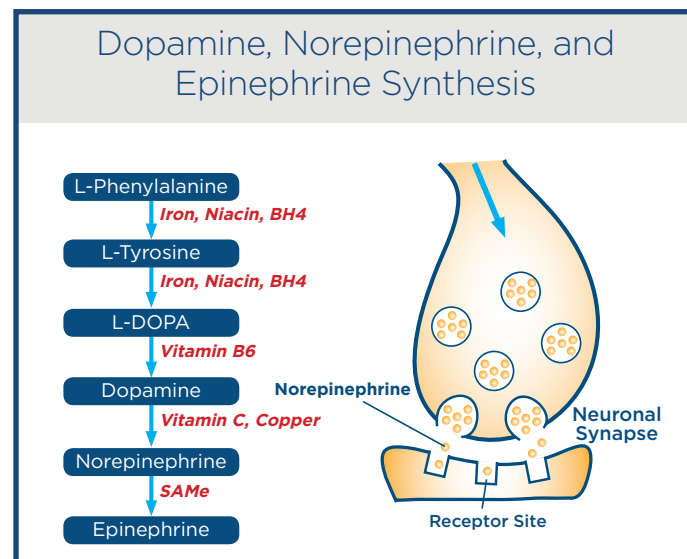 Dopamine, Norepinephrine, and
Epinephrine Synthesis
L-Phenylalanine
Iron, Niacin, BH4
L-Tyrosine
Iron, Niacin, BH4
L-DOPA
Vitamin B6
Dopamine
Vitamin C, Copper
Norepinephrine
SAMe
Epinephrine
Norepinephrine
Neuronal
Synapse
Receptor Site